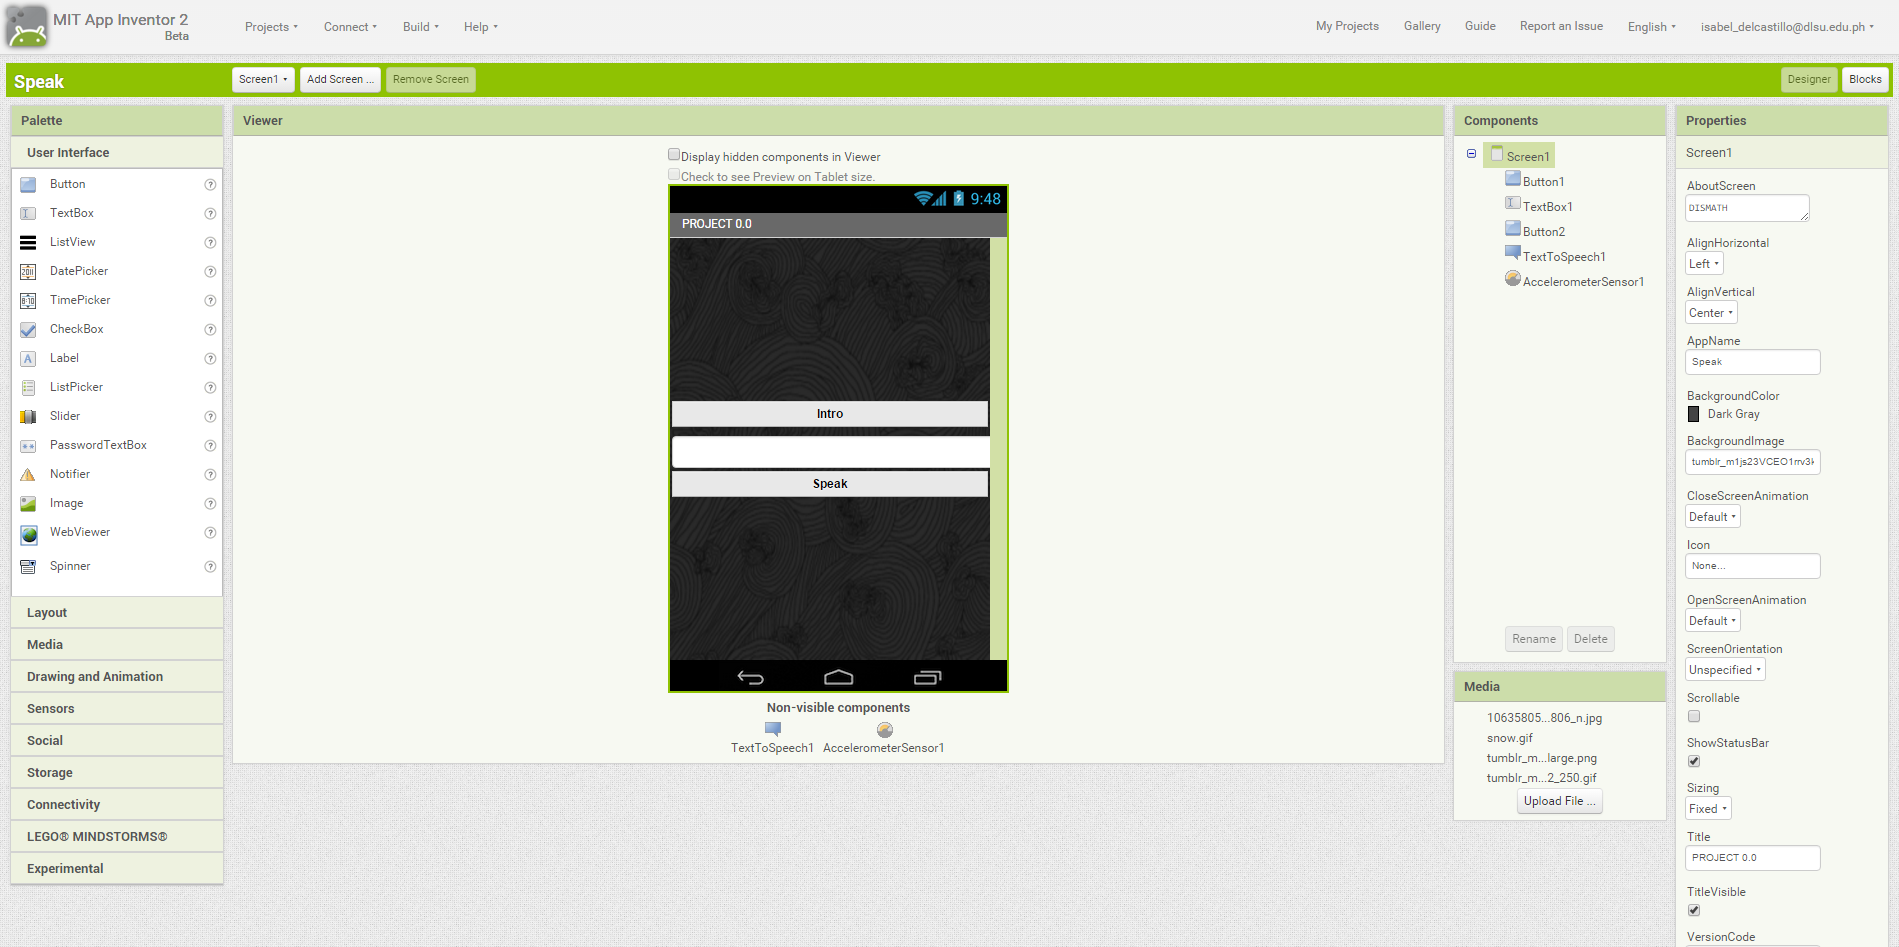 MIT App Inventor 2
Beta
Projects Connect Build Help
My Projects Gallery Guide Report an Issue English isabel_delcastillo@dlsu.edu.ph
Speak
Screen1 Add Screen ... Remove Screen
Designer Blocks
Palette
User Interface
Button ?
TextBox ?
ListView ?
DatePicker ?
TimePicker ?
CheckBox ?
Label ?
ListPicker ?
Slider ?
PasswordTextBox ?
Notifier ?
Image ?
WebViewer ?
Spinner ?
Layout
Media
Drawing and Animation
Sensors
Social
Storage
Connectivity
LEGO® MINDSTORMS®
Experimental
Viewer
Display hidden components in Viewer
Check to see Preview on Tablet size.
9:48
PROJECT 0.0
Intro
Speak
Non-visible components
TextToSpeech1 AccelerometerSensor1
Components
Screen1
Button1
TextBox1
Button2
TextToSpeech1
AccelerometerSensor1
Rename Delete
Media
10635805...806_n.jpg
snow.gif
tumblr_m...large.png
tumblr_m...2_250.gif
Upload File ...
Properties
Screen1
AboutScreen
DISMATH
AlignHorizontal
Left
AlignVertical
Center
AppName
Speak
BackgroundColor
Dark Gray
BackgroundImage
tumblr_m1js23VCEO1rrv3k
CloseScreenAnimation
Default
Icon
None...
OpenScreenAnimation
Default
ScreenOrientation
Unspecified
Scrollable
ShowStatusBar
Sizing
Fixed
Title
PROJECT 0.0
TitleVisible
VersionCode